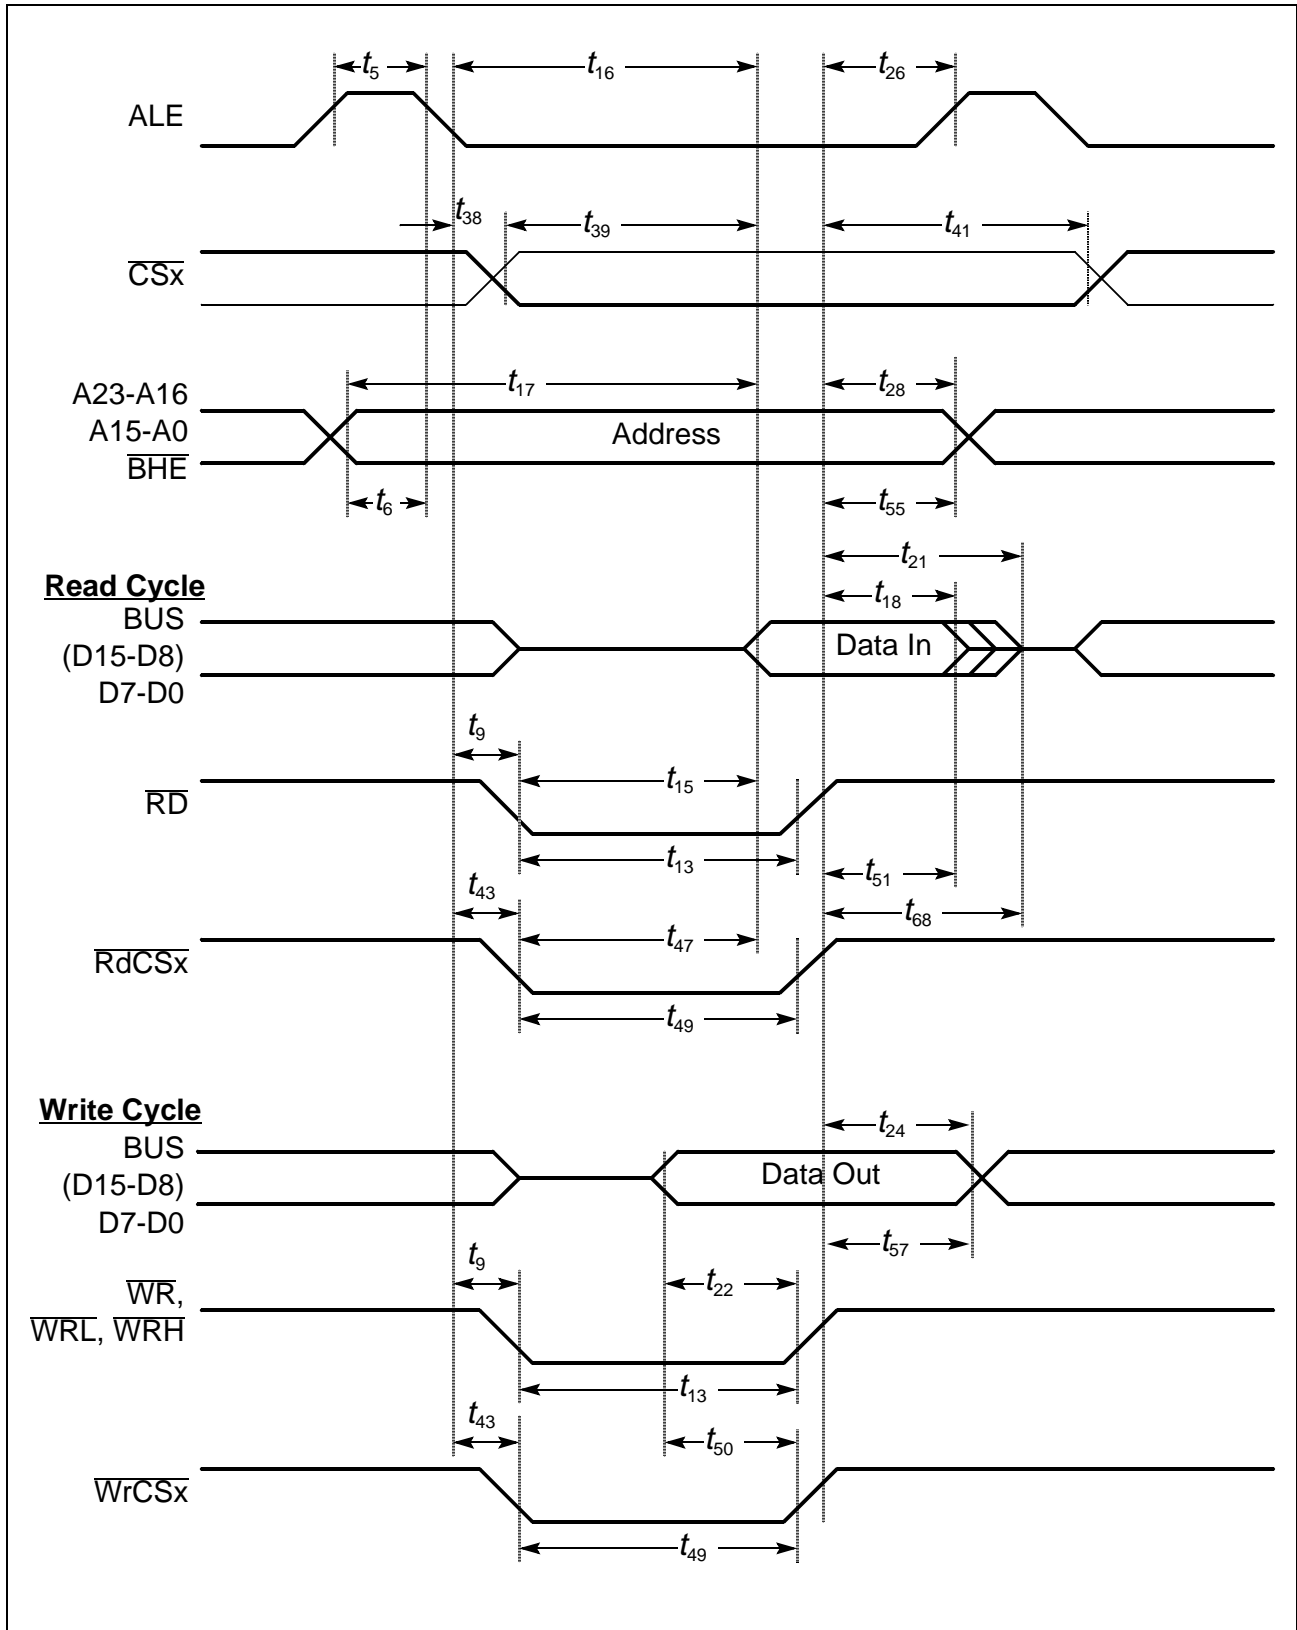 t5 t16 t26
ALE
t38 t39 t41
CSx
t17 t28
A23-A16
A15-A0
BHE
Address
t6 t55
t21
Read Cycle
t18
BUS
(D15-D8)
D7-D0
Data In
t9
t15
RD
t13
t51
t43
t68
t47
RdCSx
t49
Write Cycle
t24
BUS
(D15-D8)
D7-D0
Data Out
t57
t9
t22
WR,
WRL, WRH
t13
t43
t50
WrCSx
t49